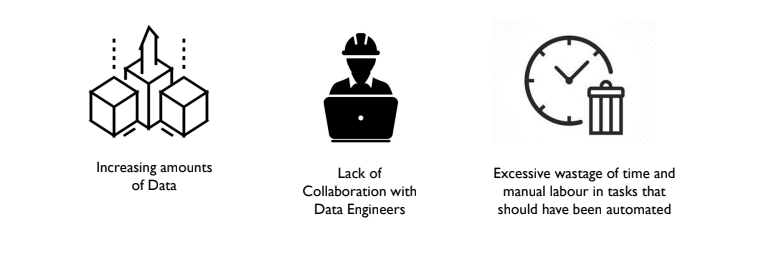 Increasing amounts
of Data
Lack of
Collaboration with
Data Engineers
Excessive wastage of time and
manual labour in tasks that
should have been automated